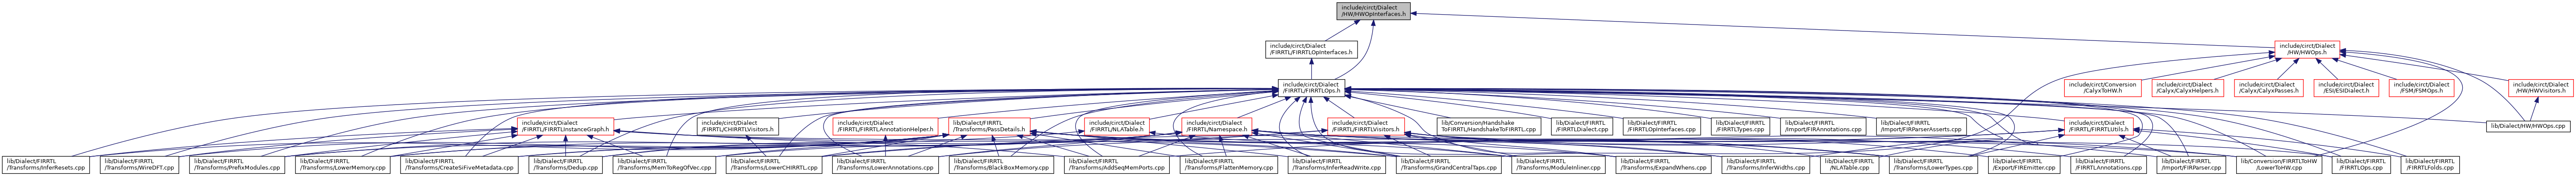 include/circt/Dialect
/HW/HWOpInterfaces.h
include/circt/Dialect
/FIRRTL/FIRRTLOpInterfaces.h
include/circt/Dialect
/HW/HWOps.h
include/circt/Dialect
/FIRRTL/FIRRTLOps.h
include/circt/Conversion
/CalyxToHW.h
include/circt/Dialect
/Calyx/CalyxHelpers.h
include/circt/Dialect
/Calyx/CalyxPasses.h
include/circt/Dialect
/ESI/ESIDialect.h
include/circt/Dialect
/FSM/FSMOps.h
include/circt/Dialect
/HW/HWVisitors.h
include/circt/Dialect
/FIRRTL/FIRRTLInstanceGraph.h
include/circt/Dialect
/FIRRTL/CHIRRTLVisitors.h
include/circt/Dialect
/FIRRTL/FIRRTLAnnotationHelper.h
lib/Dialect/FIRRTL
/Transforms/PassDetails.h
include/circt/Dialect
/FIRRTL/NLATable.h
include/circt/Dialect
/FIRRTL/Namespace.h
include/circt/Dialect
/FIRRTL/FIRRTLVisitors.h
lib/Conversion/Handshake
ToFIRRTL/HandshakeToFIRRTL.cpp
lib/Dialect/FIRRTL
/FIRRTLDialect.cpp
lib/Dialect/FIRRTL
/FIRRTLOpInterfaces.cpp
lib/Dialect/FIRRTL
/FIRRTLTypes.cpp
lib/Dialect/FIRRTL
/Import/FIRAnnotations.cpp
lib/Dialect/FIRRTL
/Import/FIRParserAsserts.cpp
include/circt/Dialect
/FIRRTL/FIRRTLUtils.h
lib/Dialect/HW/HWOps.cpp
lib/Dialect/FIRRTL
/Transforms/InferResets.cpp
lib/Dialect/FIRRTL
/Transforms/WireDFT.cpp
lib/Dialect/FIRRTL
/Transforms/PrefixModules.cpp
lib/Dialect/FIRRTL
/Transforms/LowerMemory.cpp
lib/Dialect/FIRRTL
/Transforms/CreateSiFiveMetadata.cpp
lib/Dialect/FIRRTL
/Transforms/Dedup.cpp
lib/Dialect/FIRRTL
/Transforms/MemToRegOfVec.cpp
lib/Dialect/FIRRTL
/Transforms/LowerCHIRRTL.cpp
lib/Dialect/FIRRTL
/Transforms/LowerAnnotations.cpp
lib/Dialect/FIRRTL
/Transforms/BlackBoxMemory.cpp
lib/Dialect/FIRRTL
/Transforms/AddSeqMemPorts.cpp
lib/Dialect/FIRRTL
/Transforms/FlattenMemory.cpp
lib/Dialect/FIRRTL
/Transforms/InferReadWrite.cpp
lib/Dialect/FIRRTL
/Transforms/GrandCentralTaps.cpp
lib/Dialect/FIRRTL
/Transforms/ModuleInliner.cpp
lib/Dialect/FIRRTL
/Transforms/ExpandWhens.cpp
lib/Dialect/FIRRTL
/Transforms/InferWidths.cpp
lib/Dialect/FIRRTL
/NLATable.cpp
lib/Dialect/FIRRTL
/Transforms/LowerTypes.cpp
lib/Dialect/FIRRTL
/Export/FIREmitter.cpp
lib/Dialect/FIRRTL
/FIRRTLAnnotations.cpp
lib/Dialect/FIRRTL
/Import/FIRParser.cpp
lib/Conversion/FIRRTLToHW
/LowerToHW.cpp
lib/Dialect/FIRRTL
/FIRRTLOps.cpp
lib/Dialect/FIRRTL
/FIRRTLFolds.cpp